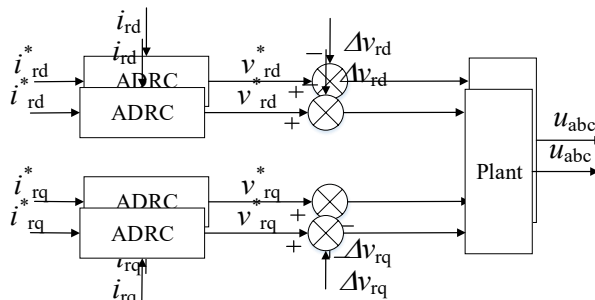 i_rd
i_rd
− Δv_rd
i*_rd ADRC v*_rd + − Δv_rd
i*_rd ADRC v*_rd +
u_abc
u_abc
Plant
i*_rq ADRC v*_rq +
i*_rq ADRC v*_rq + −
i_rq − Δv_rq
i_rq Δv_rq